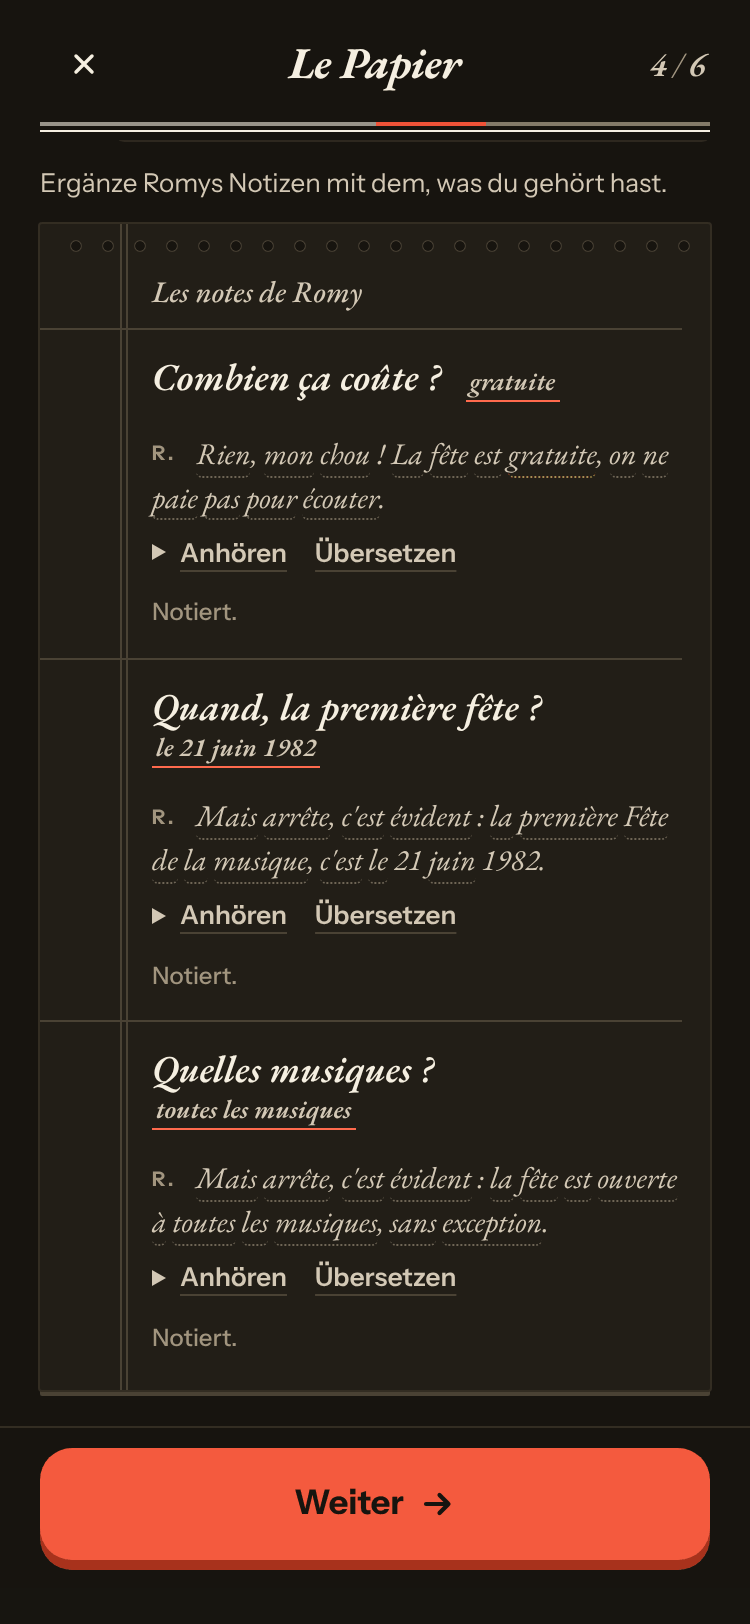 Le Papier
4 / 6
Ergänze Romys Notizen mit dem, was du gehört hast.
Les notes de Romy
Combien ça coûte ? gratuite
R. Rien, mon chou ! La fête est gratuite, on ne
paie pas pour écouter.
Anhören Übersetzen
Notiert.
Quand, la première fête ?
le 21 juin 1982
R. Mais arrête, c'est évident : la première Fête
de la musique, c'est le 21 juin 1982.
Anhören Übersetzen
Notiert.
Quelles musiques ?
toutes les musiques
R. Mais arrête, c'est évident : la fête est ouverte
à toutes les musiques, sans exception.
Anhören Übersetzen
Notiert.
Weiter →